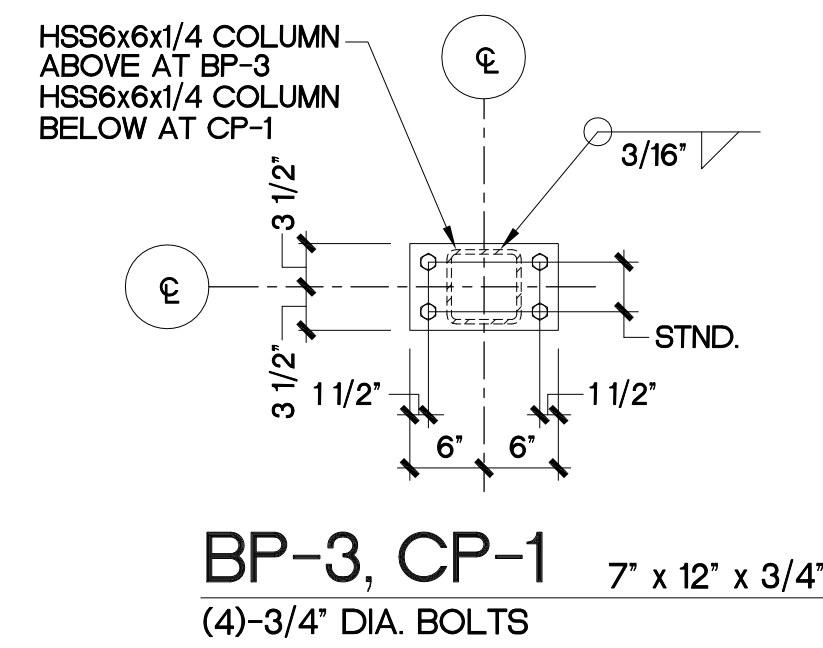 HSS6x6x1/4 COLUMN
ABOVE AT BP-3
HSS6x6x1/4 COLUMN
BELOW AT CP-1
℄
3/16"
3 1/2"
℄
3 1/2"
STND.
1 1/2"
1 1/2"
6"
6"
BP-3, CP-1
7" x 12" x 3/4"
(4)-3/4" DIA. BOLTS